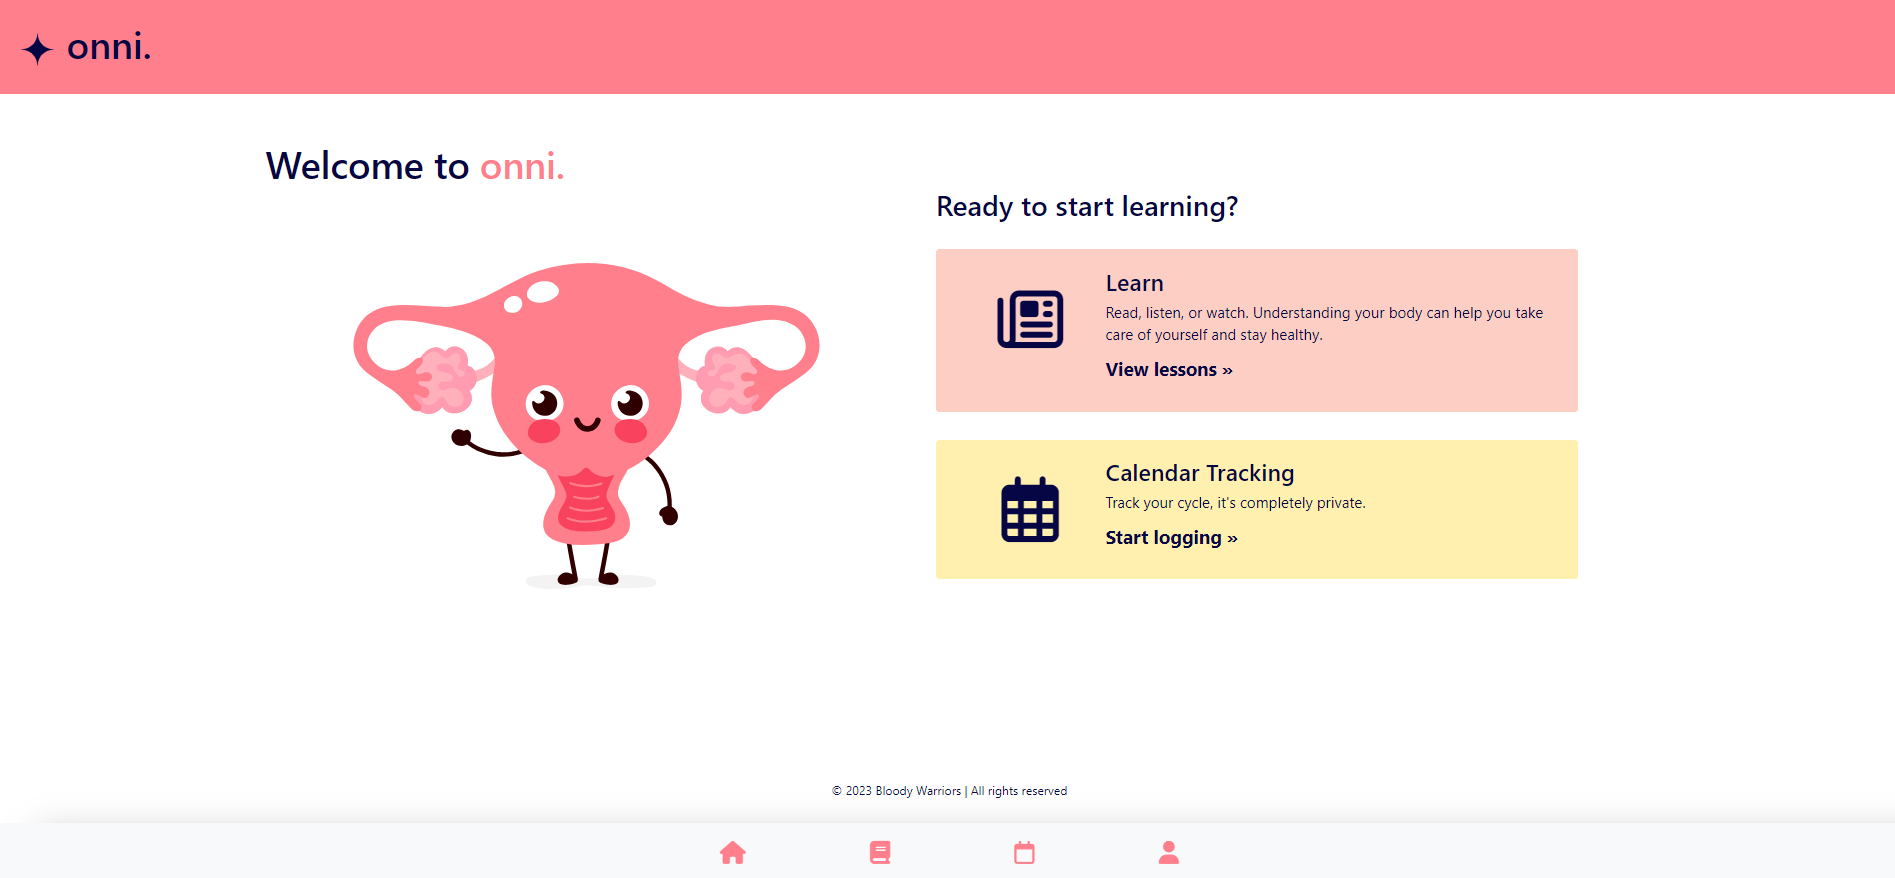 onni.
Welcome to onni.
Ready to start learning?
Learn
Read, listen, or watch. Understanding your body can help you take
care of yourself and stay healthy.
View lessons »
Calendar Tracking
Track your cycle, it's completely private.
Start logging »
© 2023 Bloody Warriors | All rights reserved